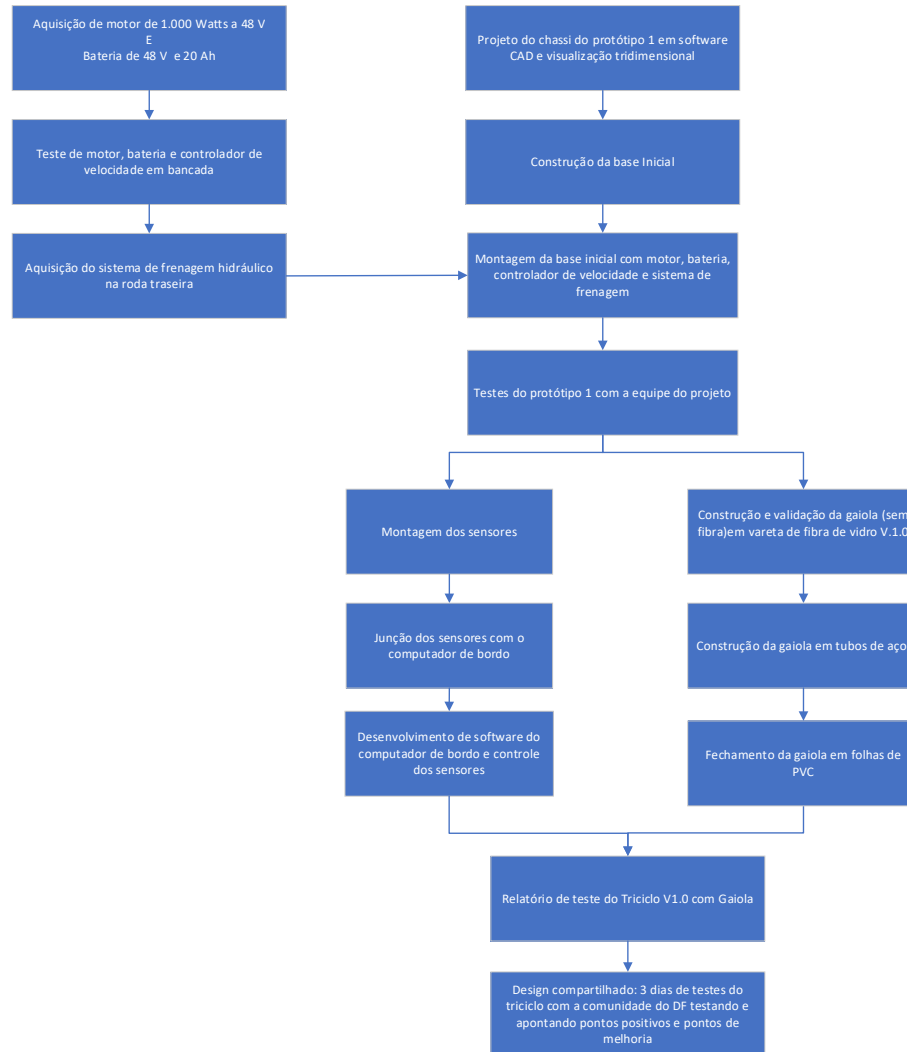 Aquisição de motor de 1.000 Watts a 48 V
E
Bateria de 48 V e 20 Ah
Projeto do chassi do protótipo 1 em software
CAD e visualização tridimensional
Teste de motor, bateria e controlador de
velocidade em bancada
Construção da base Inicial
Aquisição do sistema de frenagem hidráulico
na roda traseira
Montagem da base inicial com motor, bateria,
controlador de velocidade e sistema de
frenagem
Testes do protótipo 1 com a equipe do projeto
Montagem dos sensores
Construção e validação da gaiola (sem
fibra)em vareta de fibra de vidro V.1.0
Junção dos sensores com o
computador de bordo
Construção da gaiola em tubos de aço
Desenvolvimento de software do
computador de bordo e controle
dos sensores
Fechamento da gaiola em folhas de
PVC
Relatório de teste do Triciclo V1.0 com Gaiola
Design compartilhado: 3 dias de testes do
triciclo com a comunidade do DF testando e
apontando pontos positivos e pontos de
melhoria